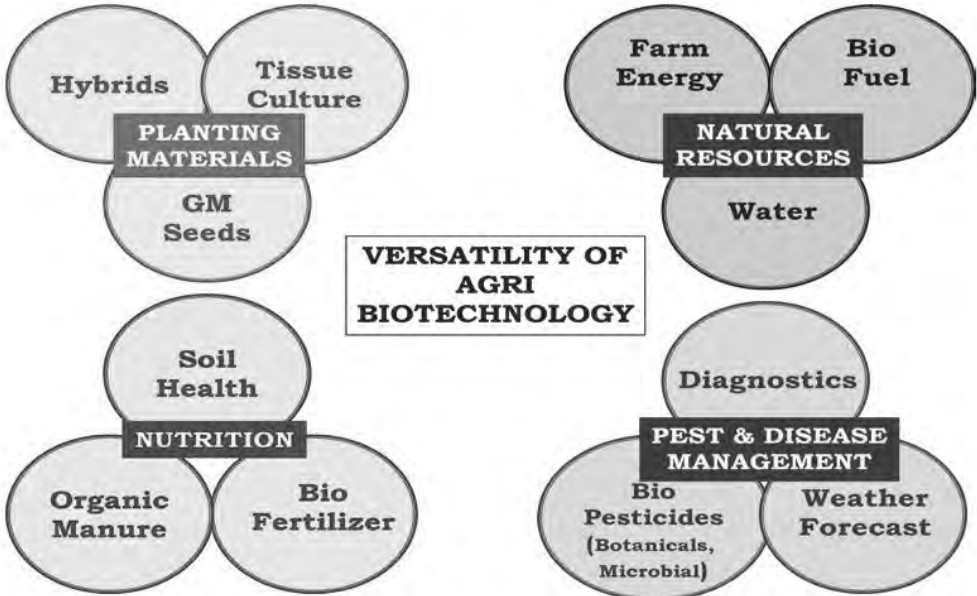 Hybrids
Tissue
Culture
PLANTING
MATERIALS
GM
Seeds
Farm
Energy
Bio
Fuel
NATURAL
RESOURCES
Water
VERSATILITY OF
AGRI
BIOTECHNOLOGY
Soil
Health
NUTRITION
Organic
Manure
Bio
Fertilizer
Diagnostics
PEST & DISEASE
MANAGEMENT
Bio
Pesticides
(Botanicals,
Microbial)
Weather
Forecast